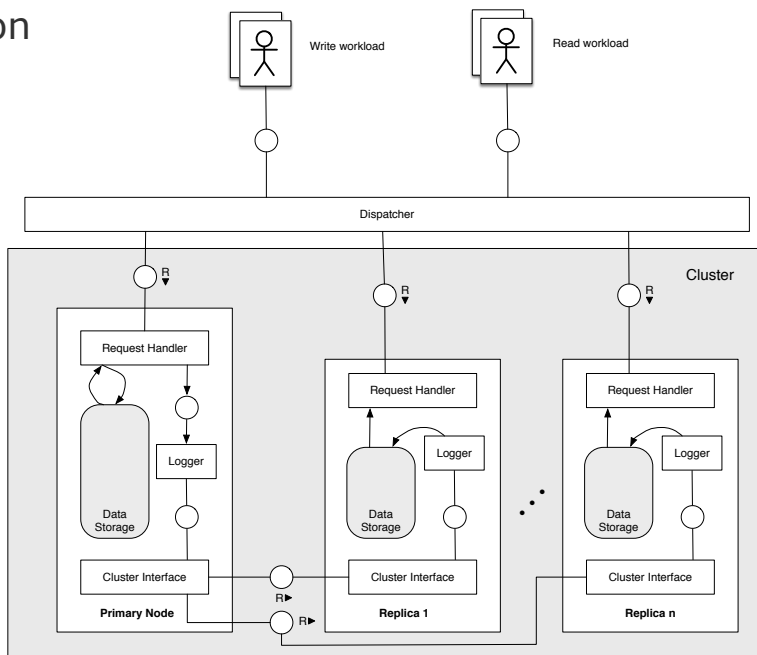 on
Write workload
Read workload
Dispatcher
Cluster
R
R
R
Request Handler
Request Handler
Request Handler
Logger
Logger
Logger
Data
Storage
Data
Storage
Data
Storage
Cluster Interface
Cluster Interface
Cluster Interface
R
Primary Node
R
Replica 1
Replica n